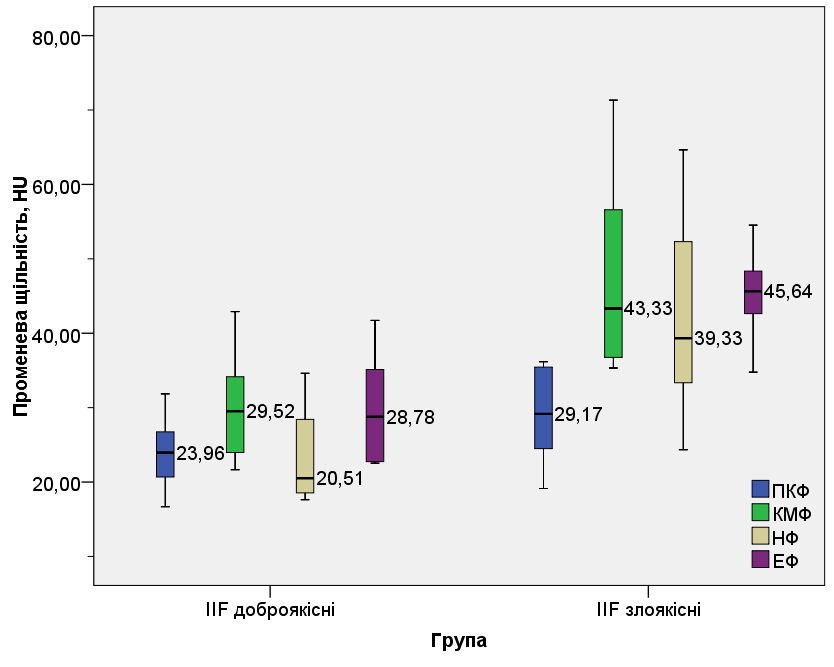 Променева щільність, HU
80,00
60,00
40,00
20,00
23,96
29,52
20,51
28,78
29,17
43,33
39,33
45,64
ПКФ
КМФ
НФ
ЕФ
IIF доброякісні
IIF злоякісні
Група